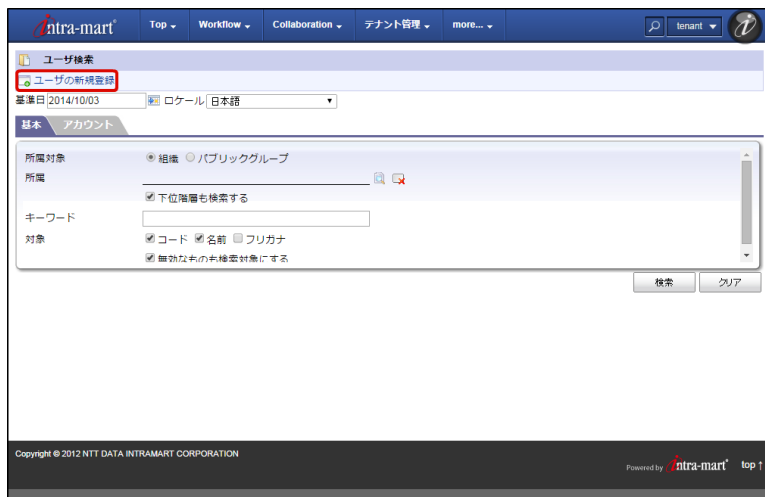 intra-mart Top Workflow Collaboration テナント管理 more... tenant
ユーザ検索
ユーザの新規登録
基準日 2014/10/03 ロケール 日本語
基本 アカウント
所属対象 組織 パブリックグループ
所属
下位階層も検索する
キーワード
対象 コード 名前 フリガナ
無効なものも検索対象にする
検索 クリア
Copyright © 2012 NTT DATA INTRAMART CORPORATION
Powered by intra-mart top ↑